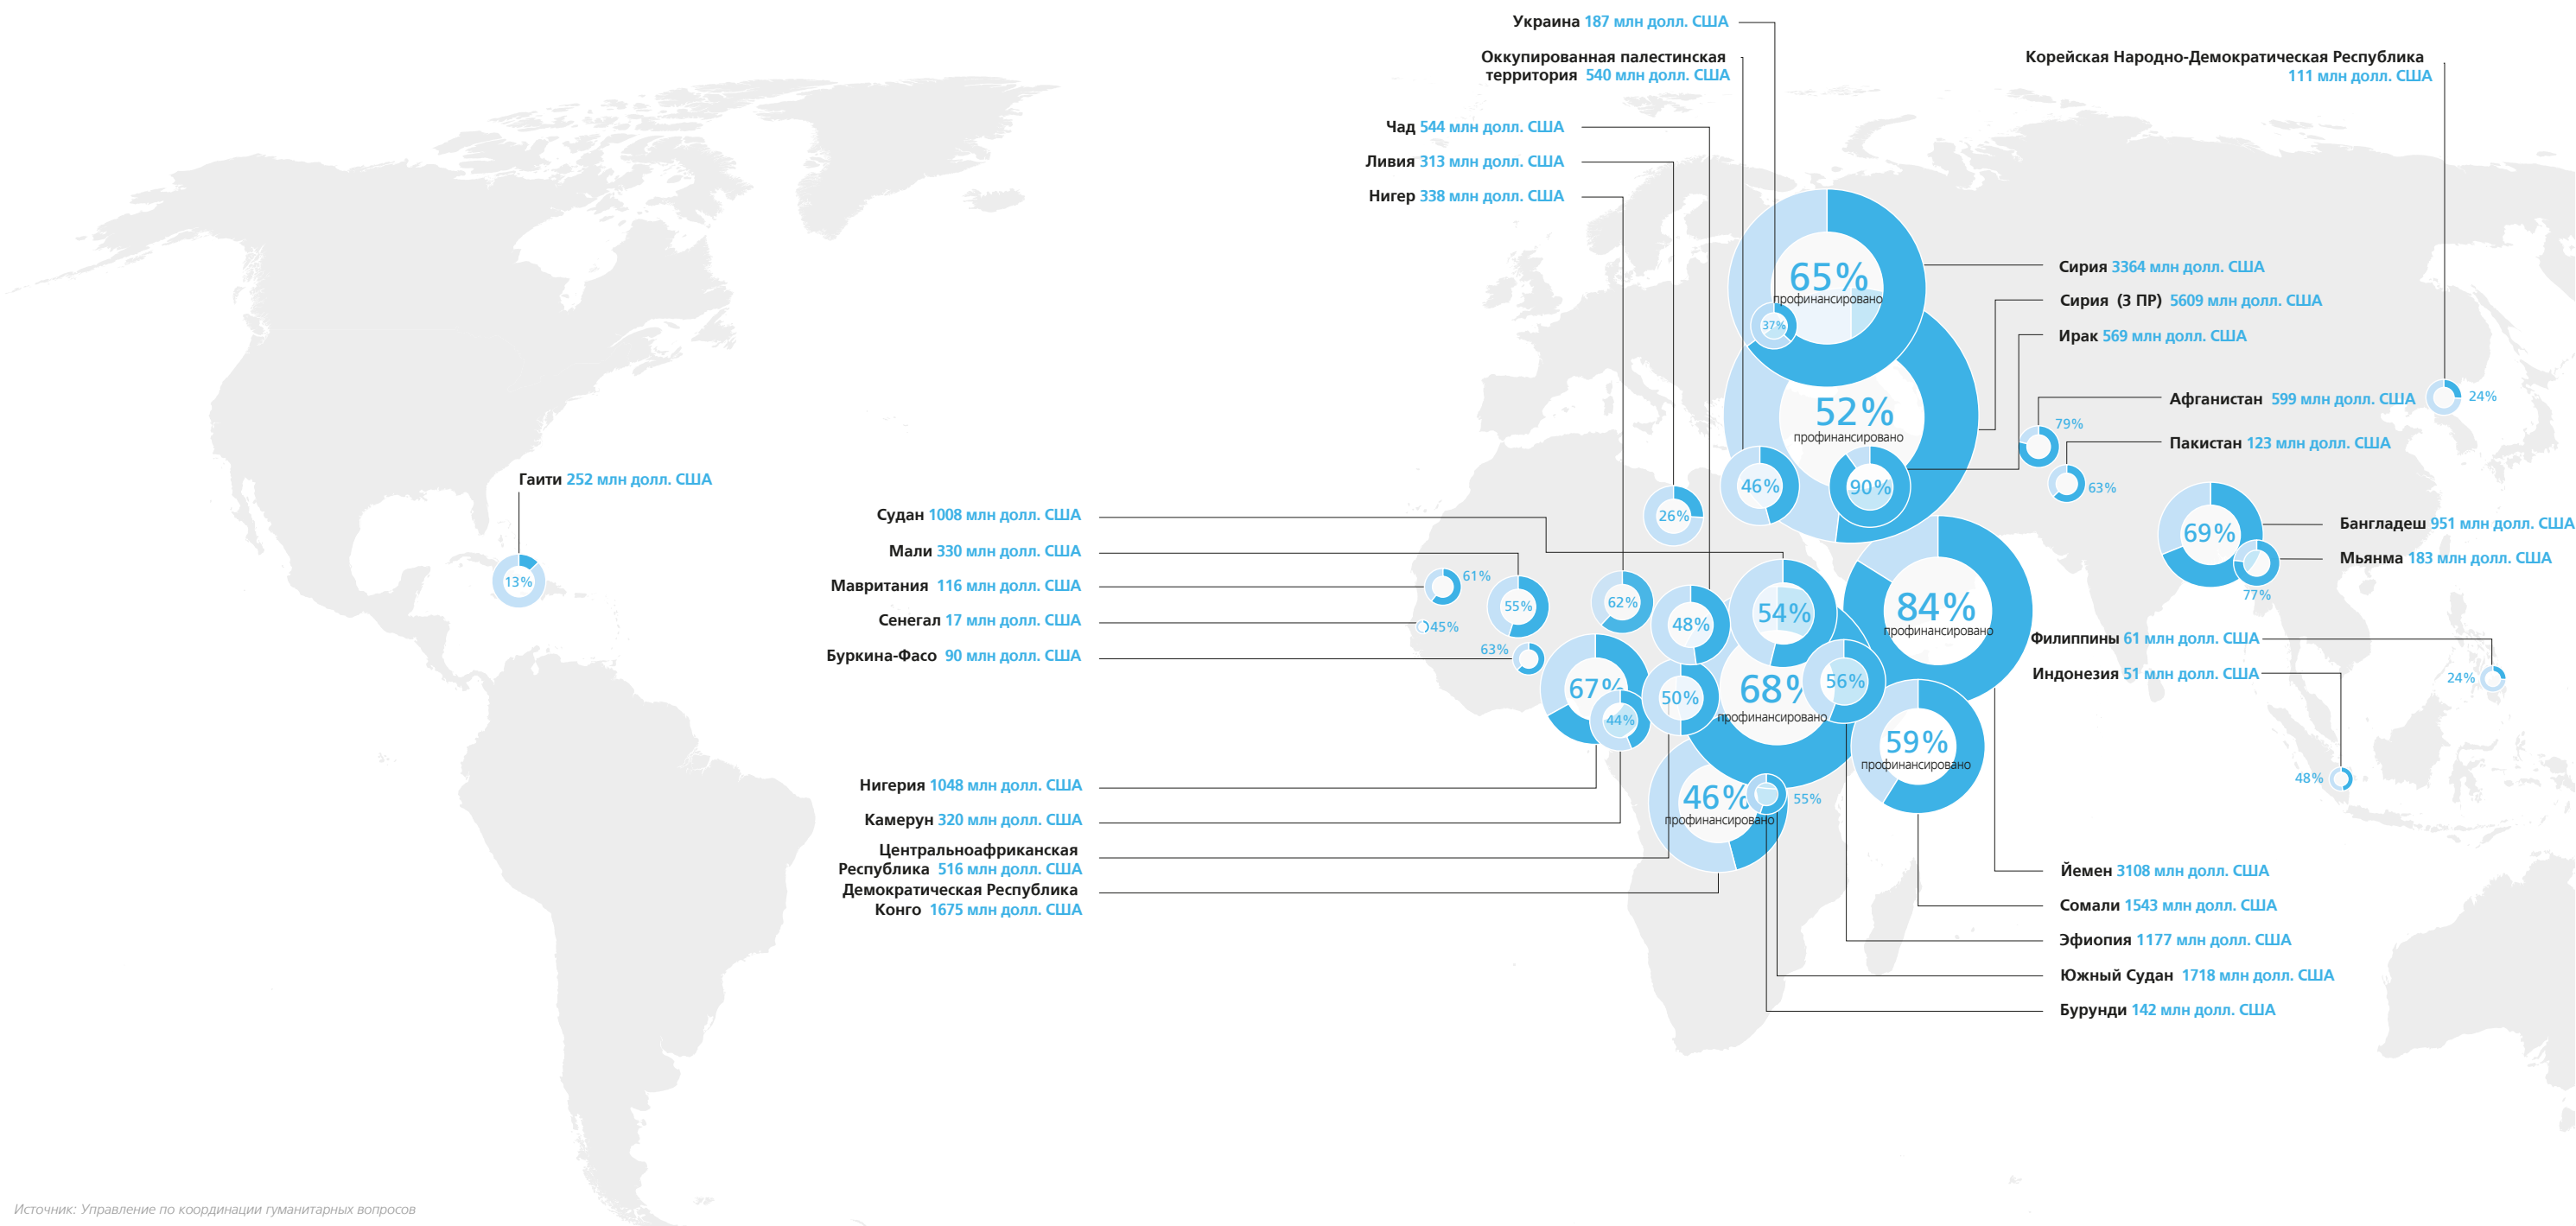 Украина 187 млн долл. США
Оккупированная палестинская
территория 540 млн долл. США
Корейская Народно-Демократическая Республика
111 млн долл. США
Чад 544 млн долл. США
Ливия 313 млн долл. США
Нигер 338 млн долл. США
65%
профинансировано
37%
Сирия 3364 млн долл. США
Сирия (3 ПР) 5609 млн долл. США
Ирак 569 млн долл. США
52%
профинансировано
Афганистан 599 млн долл. США
24%
79%
Пакистан 123 млн долл. США
63%
46%
90%
26%
Гаити 252 млн долл. США
13%
69%
Бангладеш 951 млн долл. США
Мьянма 183 млн долл. США
77%
Судан 1008 млн долл. США
Мали 330 млн долл. США
Мавритания 116 млн долл. США
Сенегал 17 млн долл. США
Буркина-Фасо 90 млн долл. США
61%
55%
45%
63%
62%
48%
54%
84%
профинансировано
Филиппины 61 млн долл. США
Индонезия 51 млн долл. США
24%
48%
67%
44%
50%
68%
профинансировано
56%
59%
профинансировано
46%
профинансировано
55%
Нигерия 1048 млн долл. США
Камерун 320 млн долл. США
Центральноафриканская
Республика 516 млн долл. США
Демократическая Республика
Конго 1675 млн долл. США
Йемен 3108 млн долл. США
Сомали 1543 млн долл. США
Эфиопия 1177 млн долл. США
Южный Судан 1718 млн долл. США
Бурунди 142 млн долл. США
Источник: Управление по координации гуманитарных вопросов